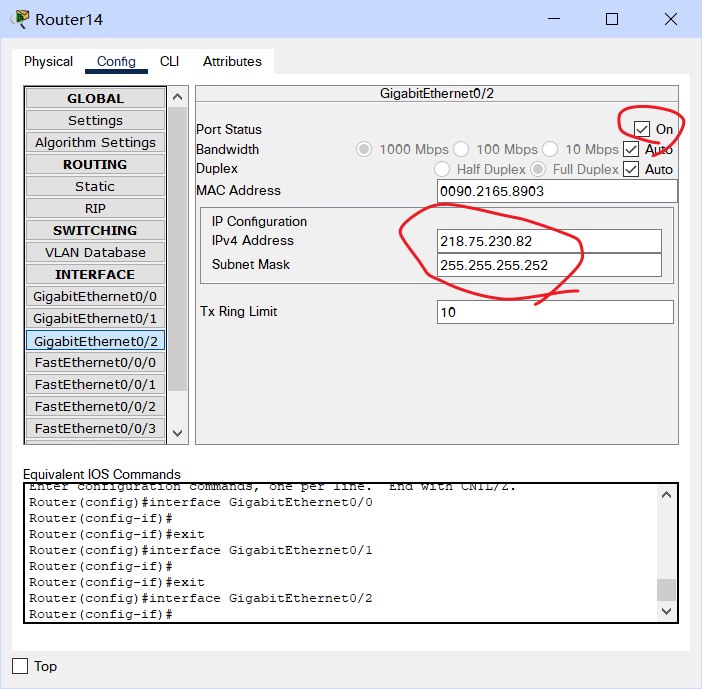 Router14
Physical Config CLI Attributes
GLOBAL
Settings
Algorithm Settings
ROUTING
Static
RIP
SWITCHING
VLAN Database
INTERFACE
GigabitEthernet0/0
GigabitEthernet0/1
GigabitEthernet0/2
FastEthernet0/0/0
FastEthernet0/0/1
FastEthernet0/0/2
FastEthernet0/0/3
GigabitEthernet0/2
Port Status On
Bandwidth 1000 Mbps 100 Mbps 10 Mbps Auto
Duplex Half Duplex Full Duplex Auto
MAC Address 0090.2165.8903
IP Configuration
IPv4 Address 218.75.230.82
Subnet Mask 255.255.255.252
Tx Ring Limit 10
Equivalent IOS Commands
Enter configuration commands, one per line. End with CNTL/Z.
Router(config)#interface GigabitEthernet0/0
Router(config-if)#
Router(config-if)#exit
Router(config)#interface GigabitEthernet0/1
Router(config-if)#
Router(config-if)#exit
Router(config)#interface GigabitEthernet0/2
Router(config-if)#
Top